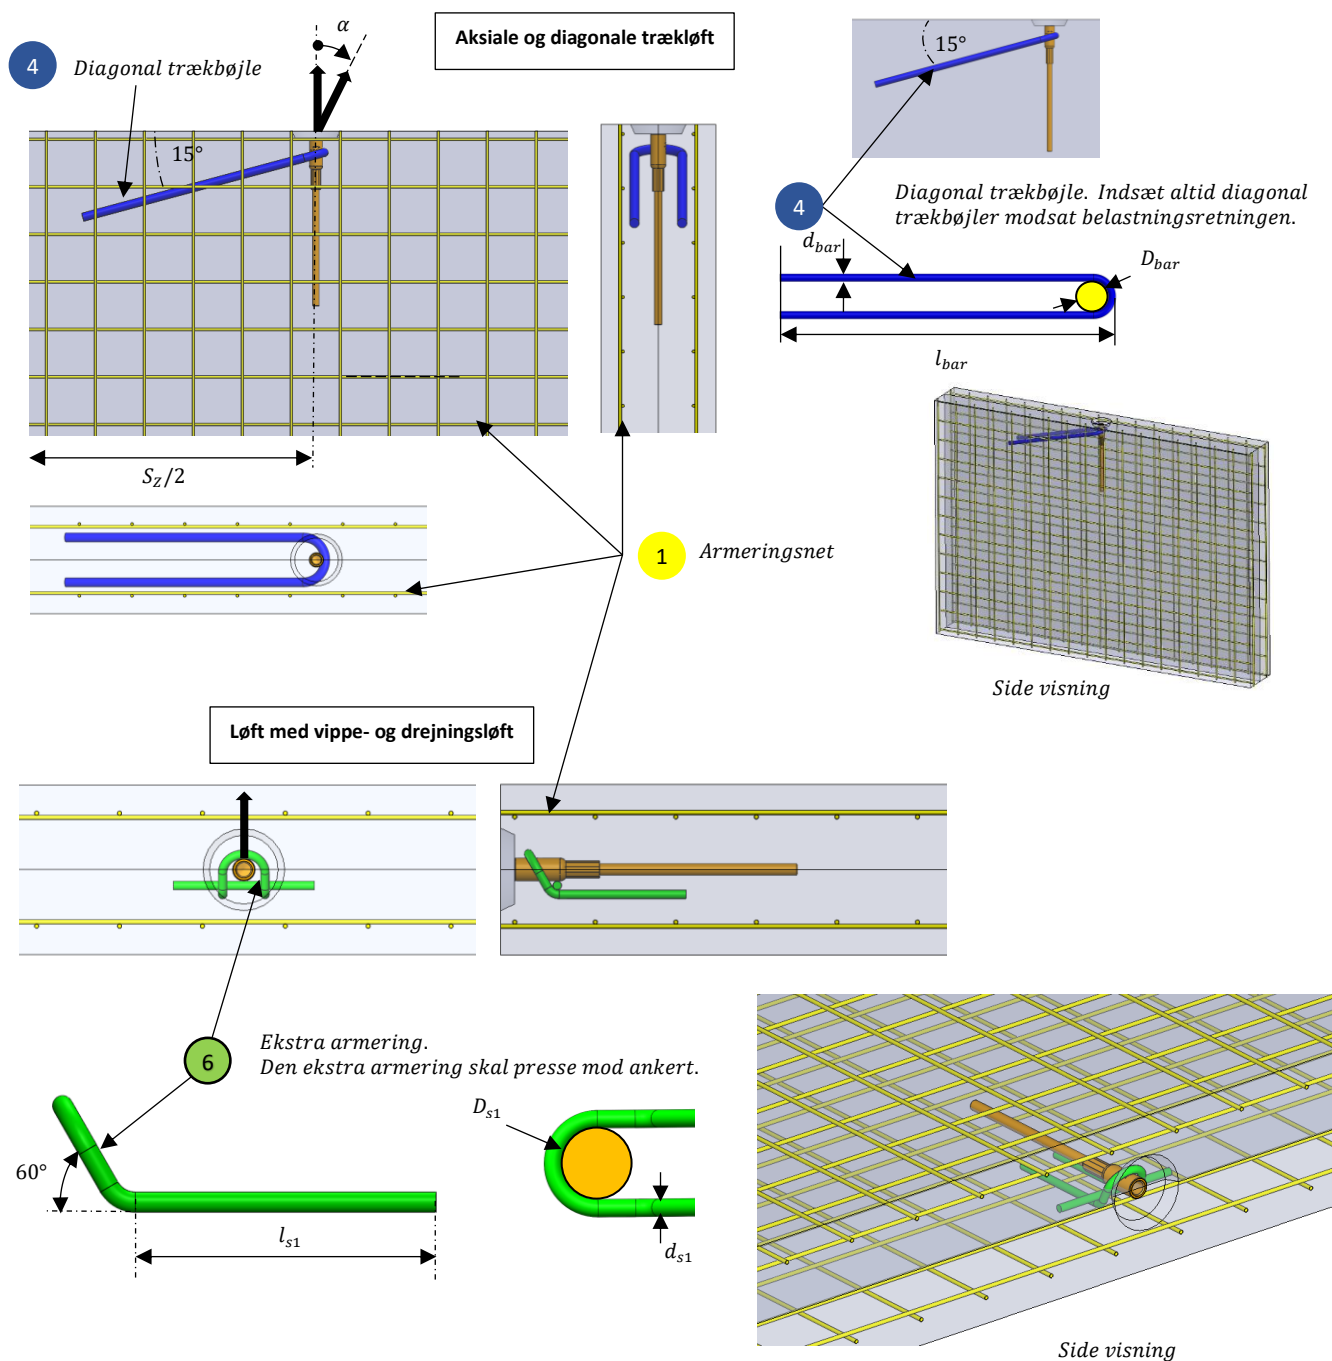 α
Aksiale og diagonale trækløft
4
Diagonal trækbøjle
15°
15°
4
Diagonal trækbøjle. Indsæt altid diagonal
trækbøjler modsat belastningsretningen.
d_bar
D_bar
l_bar
S_Z/2
1
Armeringsnet
Side visning
Løft med vippe- og drejningsløft
6
Ekstra armering.
Den ekstra armering skal presse mod ankert.
D_s1
60°
l_s1
d_s1
Side visning